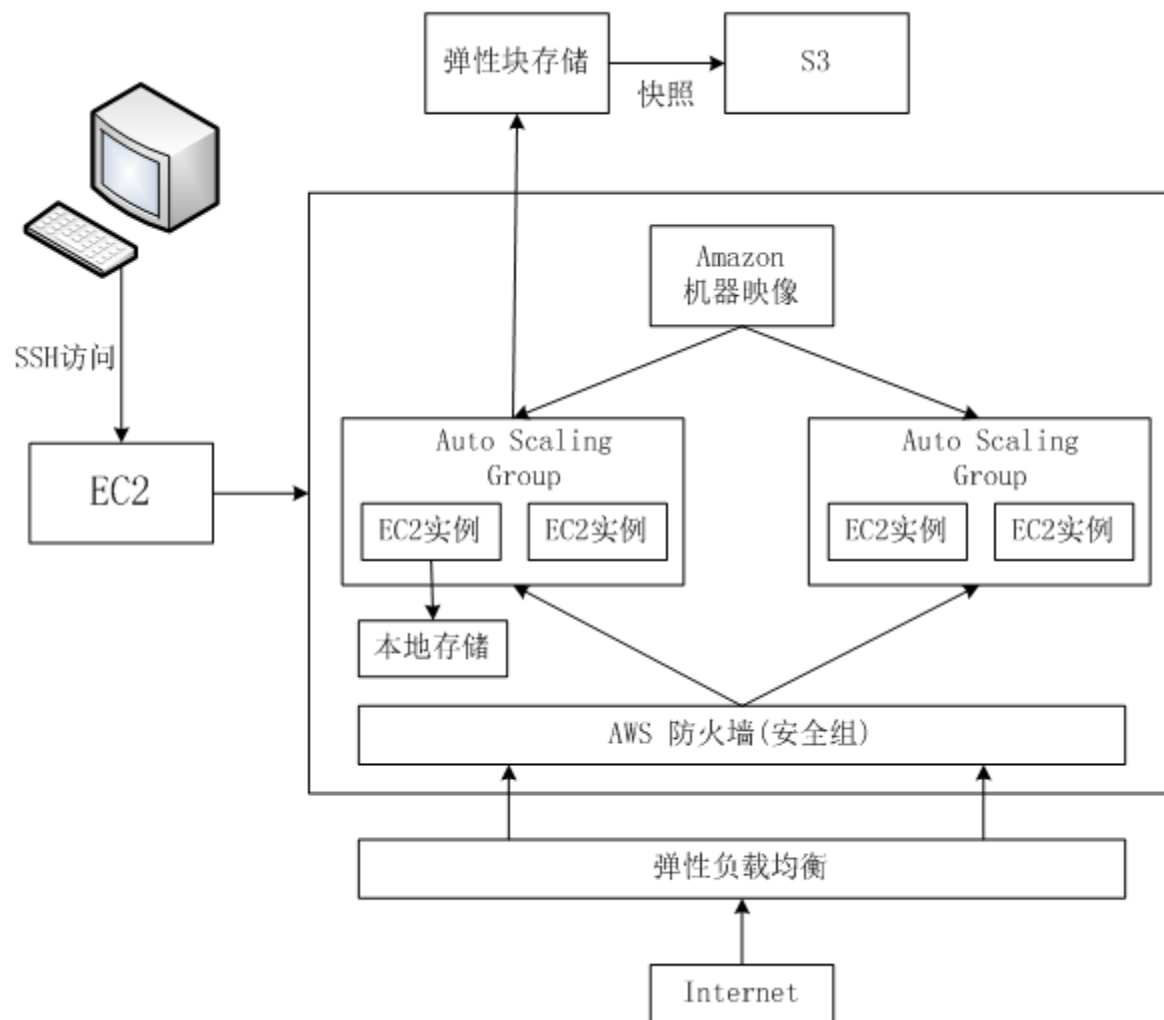 弹性块存储
快照
S3
Amazon
机器映像
SSH访问
EC2
Auto Scaling
Group
EC2实例
EC2实例
Auto Scaling
Group
EC2实例
EC2实例
本地存储
AWS 防火墙(安全组)
弹性负载均衡
Internet